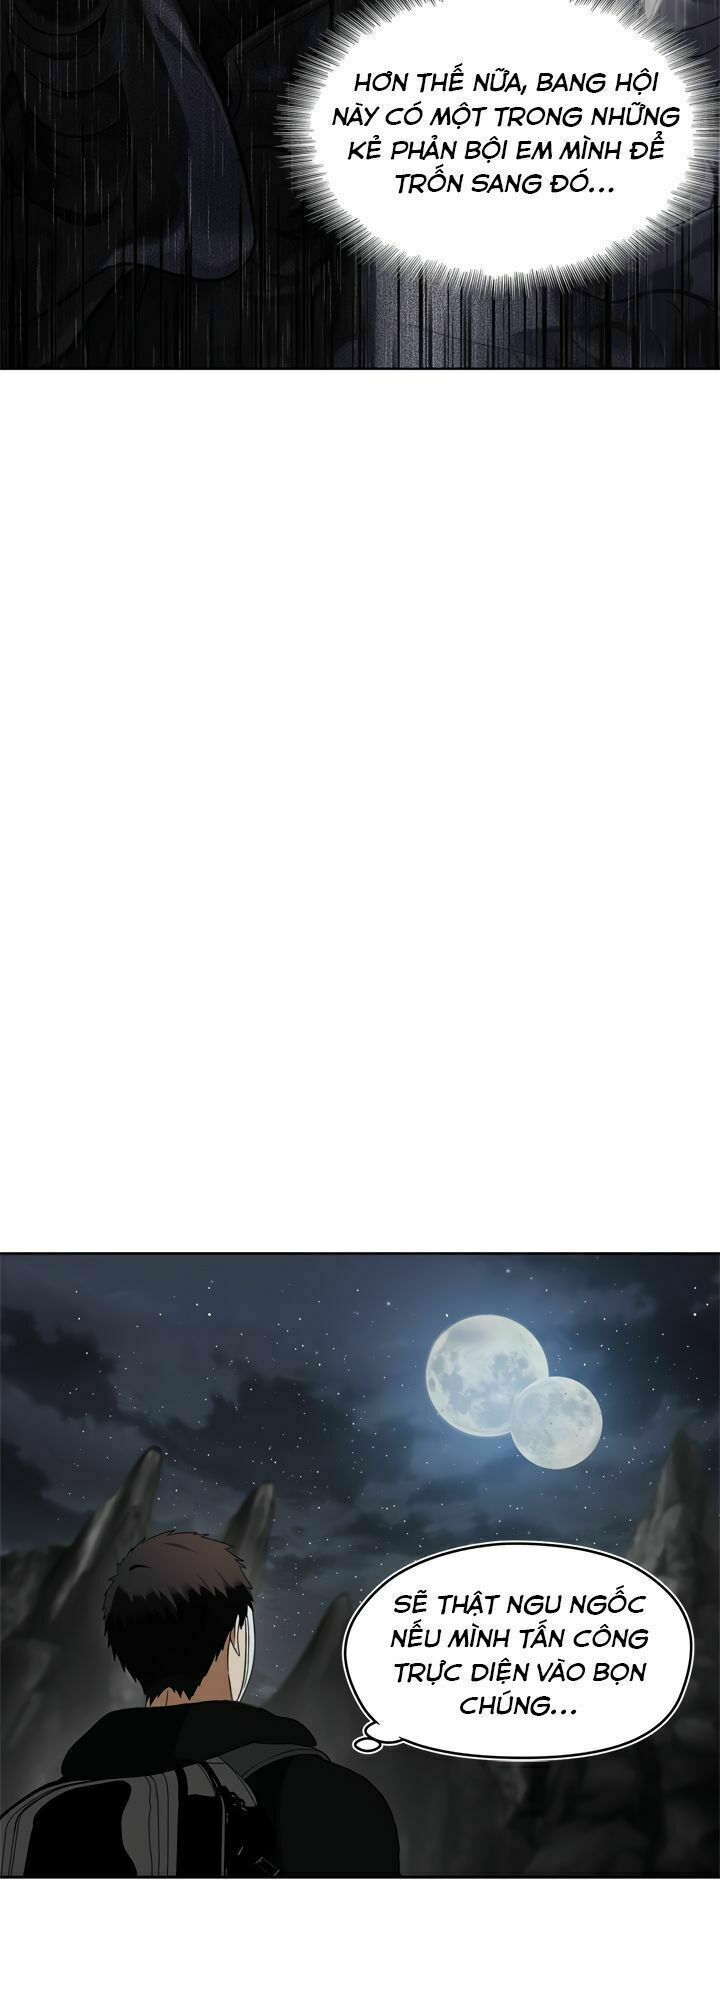 HƠN THẾ NỮA, BANG HỘI
NÀY CÓ MỘT TRONG NHỮNG
KẺ PHẢN BỘI EM MÌNH ĐỂ
TRỐN SANG ĐÓ...
SẼ THẬT NGU NGỐC
NẾU MÌNH TẤN CÔNG
TRỰC DIỆN VÀO BỌN
CHÚNG...